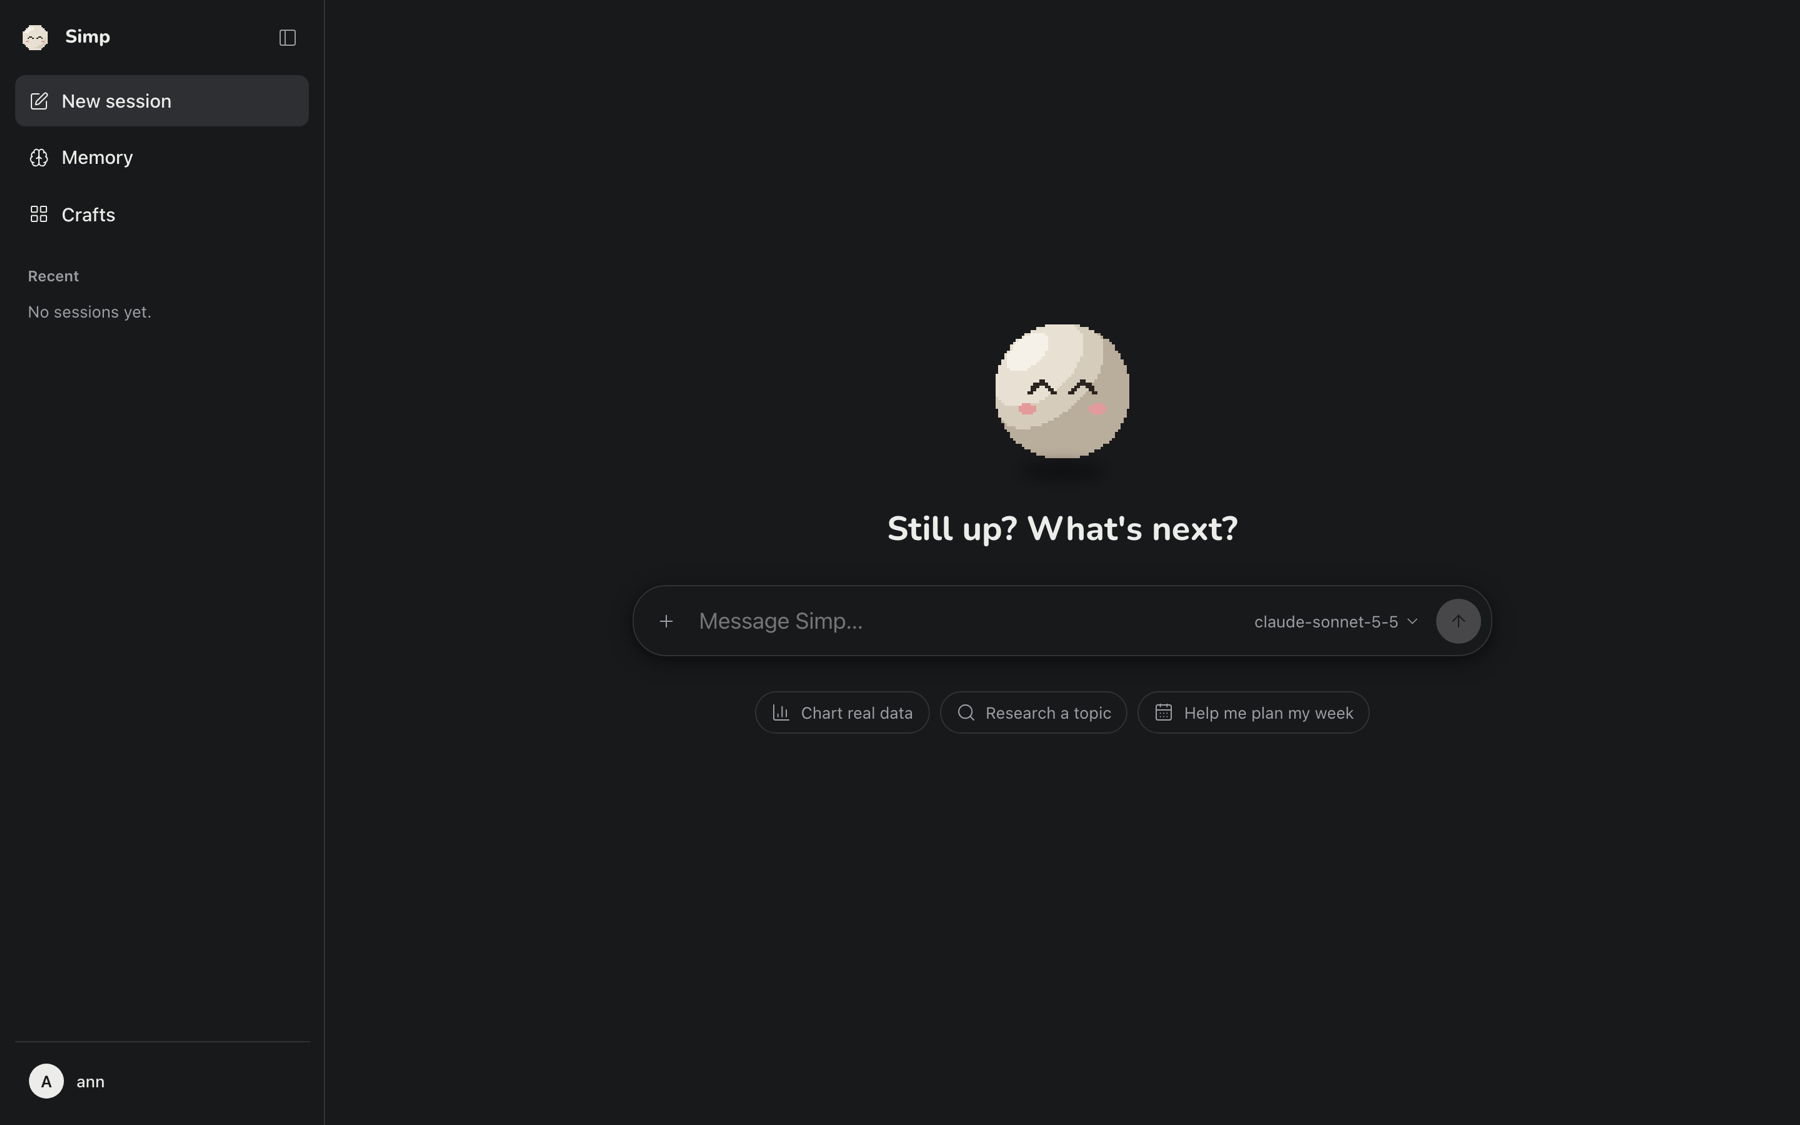 Simp
New session
Memory
Crafts
Recent
No sessions yet.
Still up? What's next?
Message Simp...
claude-sonnet-5-5
Chart real data
Research a topic
Help me plan my week
A
ann